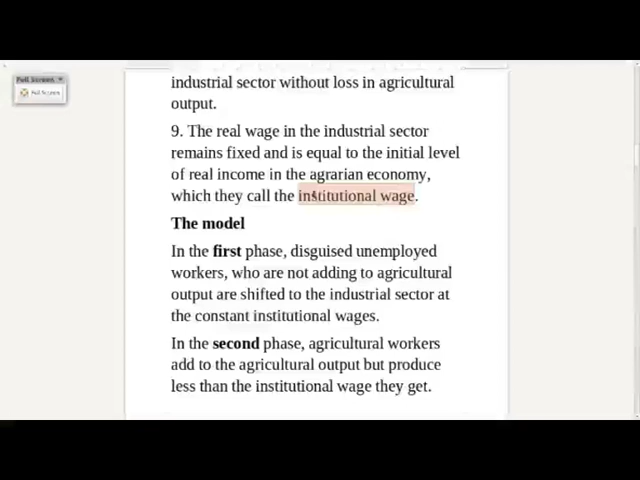 Full Screen
Full Screen
industrial sector without loss in agricultural
output.
9. The real wage in the industrial sector
remains fixed and is equal to the initial level
of real income in the agrarian economy,
which they call the institutional wage.
The model
In the first phase, disguised unemployed
workers, who are not adding to agricultural
output are shifted to the industrial sector at
the constant institutional wages.
In the second phase, agricultural workers
add to the agricultural output but produce
less than the institutional wage they get.